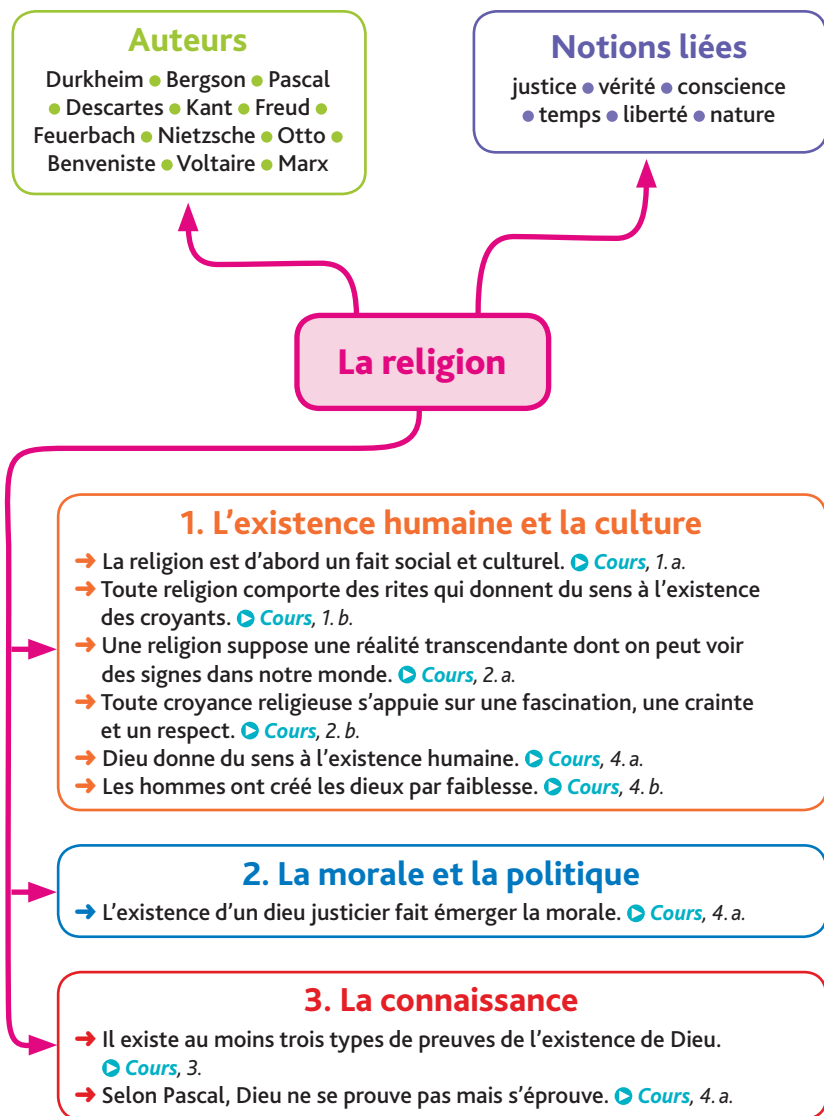 Auteurs
Durkheim ● Bergson ● Pascal
● Descartes ● Kant ● Freud ●
Feuerbach ● Nietzsche ● Otto ●
Benveniste ● Voltaire ● Marx
Notions liées
justice ● vérité ● conscience
● temps ● liberté ● nature
La religion
1. L'existence humaine et la culture
➜ La religion est d'abord un fait social et culturel. Cours, 1. a.
➜ Toute religion comporte des rites qui donnent du sens à l'existence
des croyants. Cours, 1. b.
➜ Une religion suppose une réalité transcendante dont on peut voir
des signes dans notre monde. Cours, 2. a.
➜ Toute croyance religieuse s'appuie sur une fascination, une crainte
et un respect. Cours, 2. b.
➜ Dieu donne du sens à l'existence humaine. Cours, 4. a.
➜ Les hommes ont créé les dieux par faiblesse. Cours, 4. b.
2. La morale et la politique
➜ L'existence d'un dieu justicier fait émerger la morale. Cours, 4. a.
3. La connaissance
➜ Il existe au moins trois types de preuves de l'existence de Dieu.
Cours, 3.
➜ Selon Pascal, Dieu ne se prouve pas mais s'éprouve. Cours, 4. a.